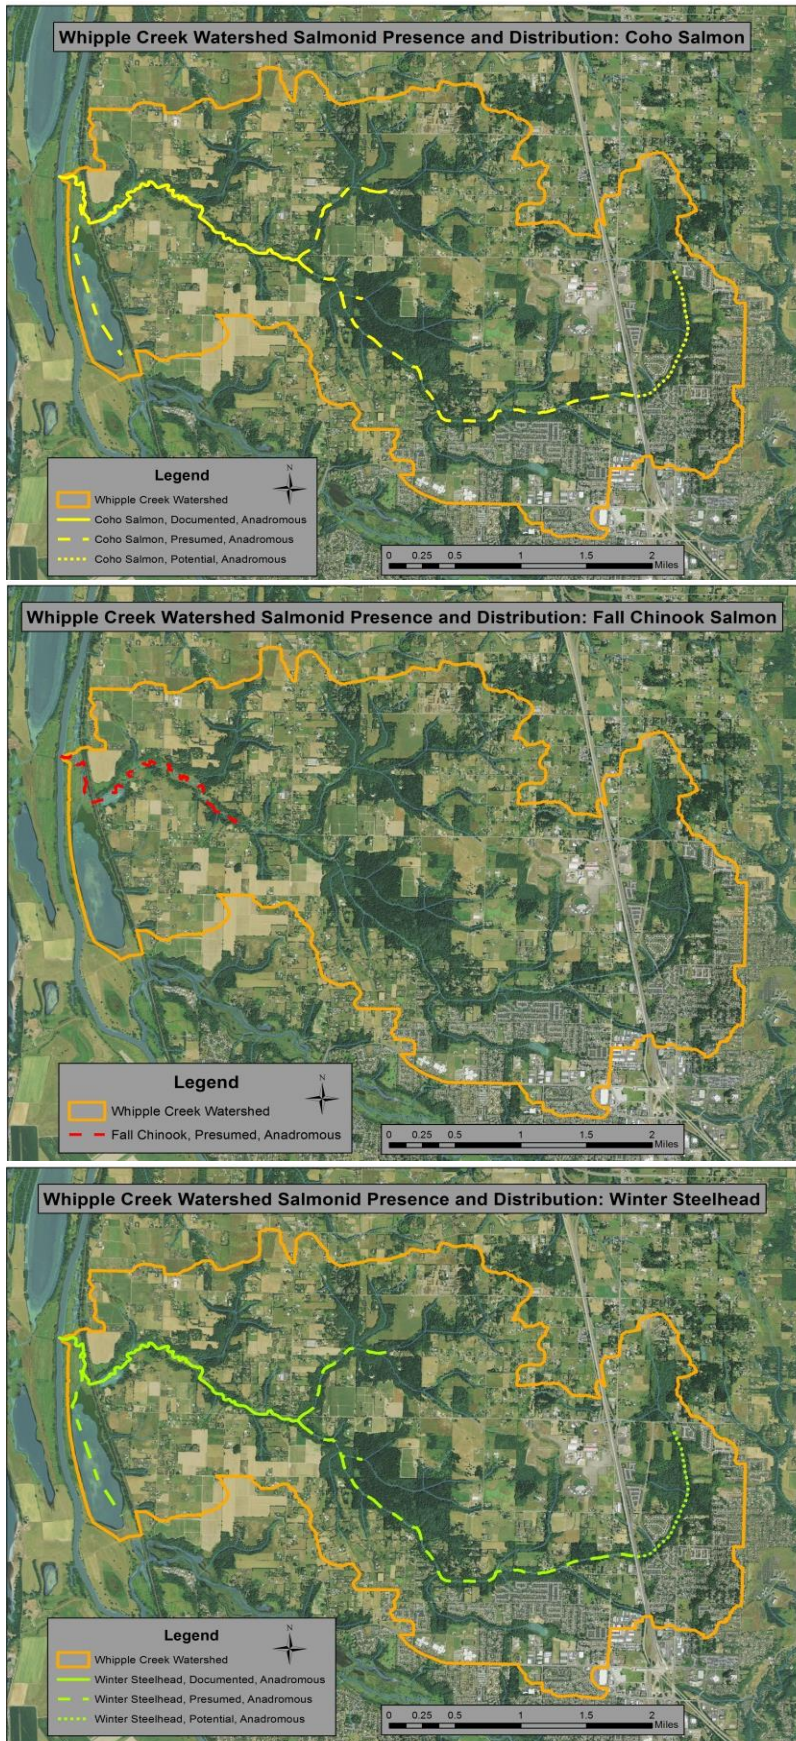 Whipple Creek Watershed Salmonid Presence and Distribution: Coho Salmon
Legend
N
Whipple Creek Watershed
Coho Salmon, Documented, Anadromous
Coho Salmon, Presumed, Anadromous
Coho Salmon, Potential, Anadromous
0 0.25 0.5 1 1.5 2
Miles
Whipple Creek Watershed Salmonid Presence and Distribution: Fall Chinook Salmon
Legend
N
Whipple Creek Watershed
Fall Chinook, Presumed, Anadromous
0 0.25 0.5 1 1.5 2
Miles
Whipple Creek Watershed Salmonid Presence and Distribution: Winter Steelhead
Legend
N
Whipple Creek Watershed
Winter Steelhead, Documented, Anadromous
Winter Steelhead, Presumed, Anadromous
Winter Steelhead, Potential, Anadromous
0 0.25 0.5 1 1.5 2
Miles